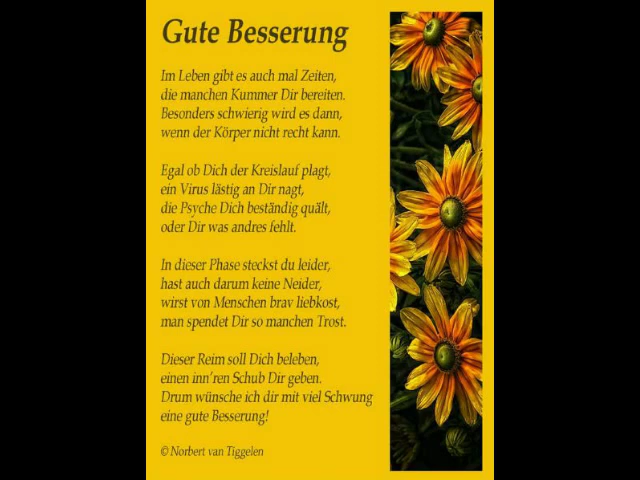 Gute Besserung
Im Leben gibt es auch mal Zeiten,
die manchen Kummer Dir bereiten.
Besonders schwierig wird es dann,
wenn der Körper nicht recht kann.
Egal ob Dich der Kreislauf plagt,
ein Virus lästig an Dir nagt,
die Psyche Dich beständig quält,
oder Dir was andres fehlt.
In dieser Phase steckst du leider,
hast auch darum keine Neider,
wirst von Menschen brav liebkost,
man spendet Dir so manchen Trost.
Dieser Reim soll Dich beleben,
einen inn'ren Schub Dir geben.
Drum wünsche ich dir mit viel Schwung
eine gute Besserung!
© Norbert van Tiggelen